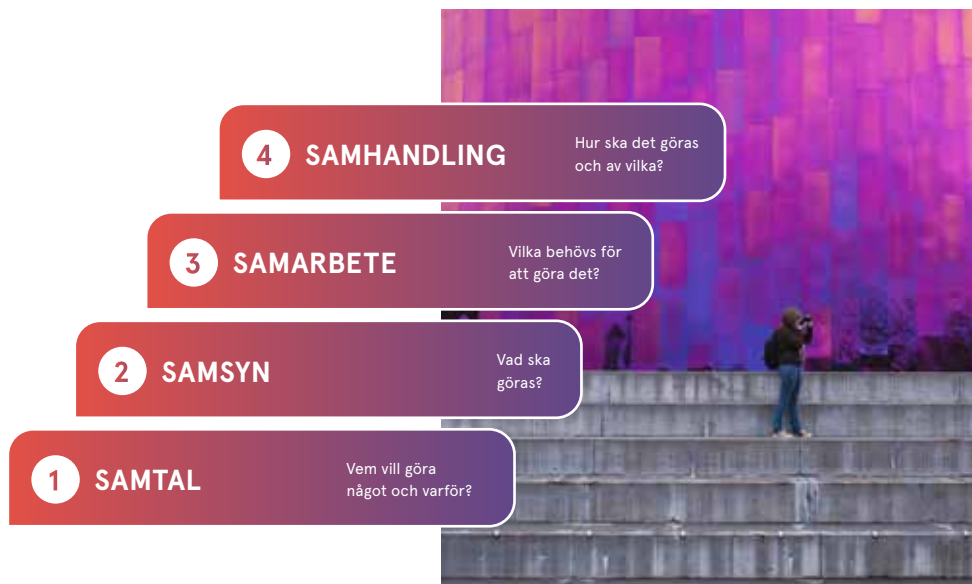 4 SAMHANDLING
Hur ska det göras
och av vilka?
3 SAMARBETE
Vilka behövs för
att göra det?
2 SAMSYN
Vad ska
göras?
1 SAMTAL
Vem vill göra
något och varför?